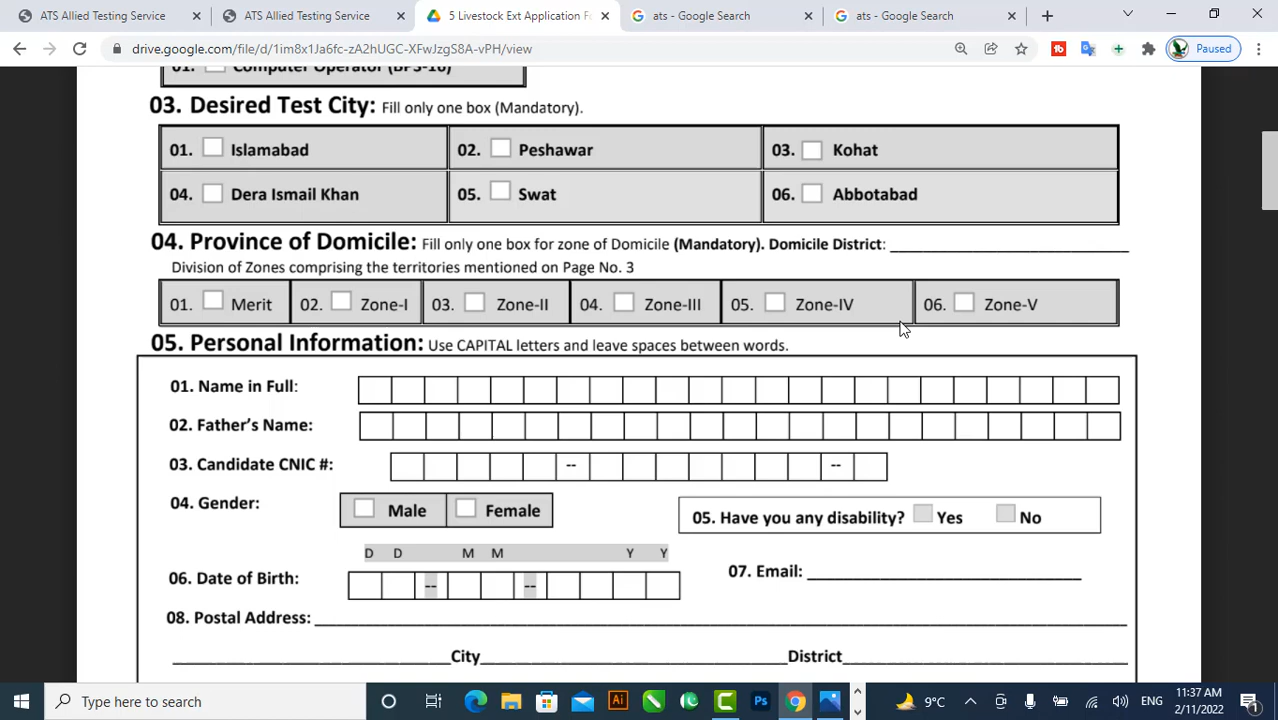 ATS Allied Testing Service
ATS Allied Testing Service
5 Livestock Ext Application Fo
ats - Google Search
ats - Google Search
drive.google.com/file/d/1im8x1Ja6fc-zA2hUGC-XFwJzgS8A-vPH/view
Paused
01. Computer Operator (BPS-16)
03. Desired Test City: Fill only one box (Mandatory).
01. Islamabad 02. Peshawar 03. Kohat
04. Dera Ismail Khan 05. Swat 06. Abbotabad
04. Province of Domicile: Fill only one box for zone of Domicile (Mandatory). Domicile District:
Division of Zones comprising the territories mentioned on Page No. 3
01. Merit 02. Zone-I 03. Zone-II 04. Zone-III 05. Zone-IV 06. Zone-V
05. Personal Information: Use CAPITAL letters and leave spaces between words.
01. Name in Full:
02. Father's Name:
03. Candidate CNIC #: -- --
04. Gender: Male Female 05. Have you any disability? Yes No
D D M M Y Y
06. Date of Birth: -- -- 07. Email:
08. Postal Address:
City District
Type here to search
9°C ENG 11:37 AM
2/11/2022 1